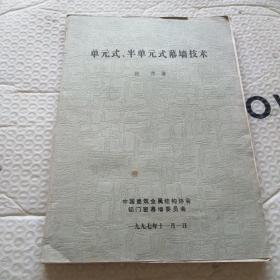 单元式、半单元式幕墙技术
著
中国建筑金属结构协会
铝门窗幕墙委员会
一九九七年十一月一日